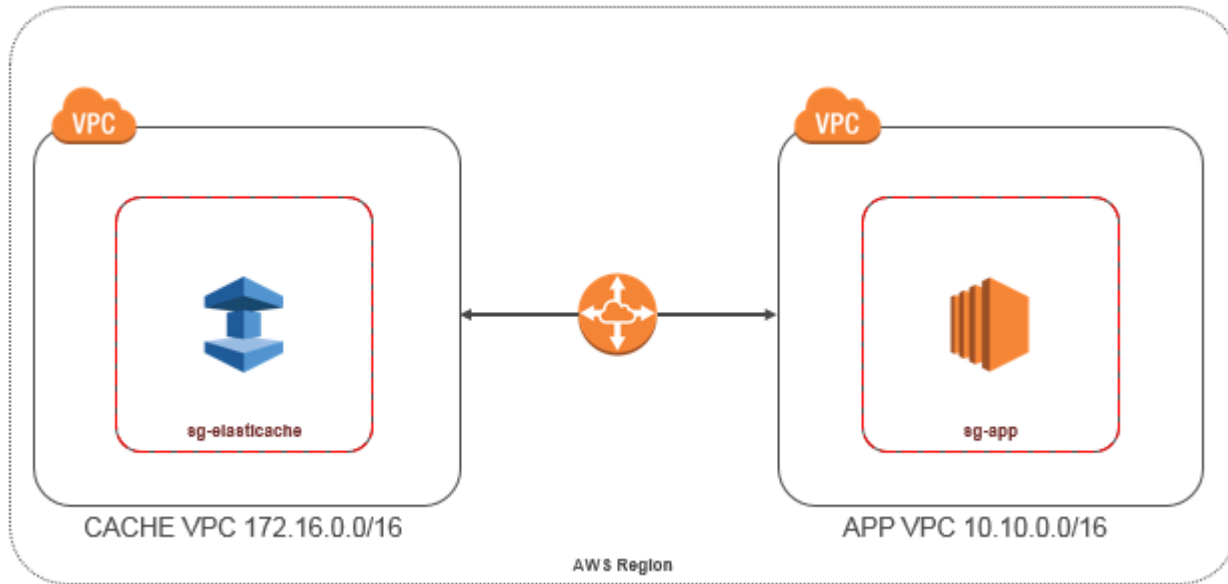 VPC
VPC
sg-elasticache
sg-app
CACHE VPC 172.16.0.0/16
APP VPC 10.10.0.0/16
AWS Region